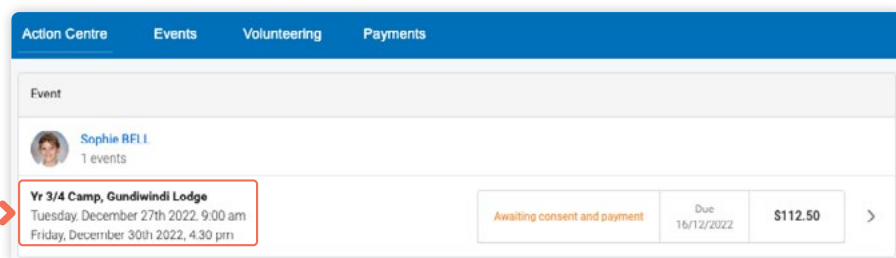 Action Centre Events Volunteering Payments
Event
Sophie BELL
1 events
Yr 3/4 Camp, Gundiwindi Lodge
Tuesday, December 27th 2022, 9:00 am
Friday, December 30th 2022, 4:30 pm
Awaiting consent and payment
Due
16/12/2022
$112.50